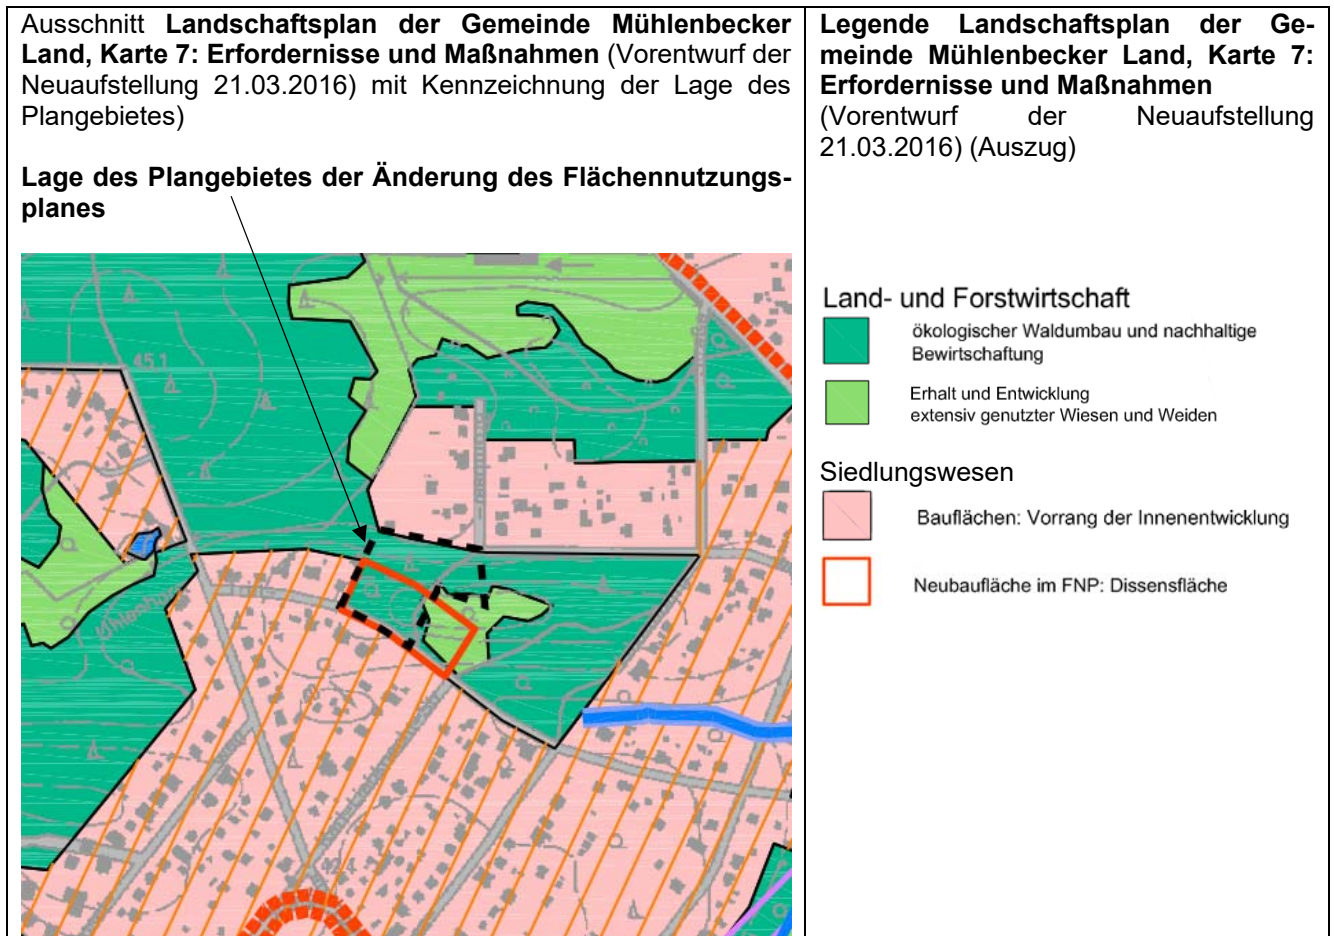 Ausschnitt Landschaftsplan der Gemeinde Mühlenbecker
Land, Karte 7: Erfordernisse und Maßnahmen (Vorentwurf der
Neuaufstellung 21.03.2016) mit Kennzeichnung der Lage des
Plangebietes)
Lage des Plangebietes der Änderung des Flächennutzungs-
planes
45.1
Uhlenhorst
42.4
Legende Landschaftsplan der Ge-
meinde Mühlenbecker Land, Karte 7:
Erfordernisse und Maßnahmen
(Vorentwurf der Neuaufstellung
21.03.2016) (Auszug)
Land- und Forstwirtschaft
ökologischer Waldumbau und nachhaltige
Bewirtschaftung
Erhalt und Entwicklung
extensiv genutzter Wiesen und Weiden
Siedlungswesen
Bauflächen: Vorrang der Innenentwicklung
Neubaufläche im FNP: Dissensfläche